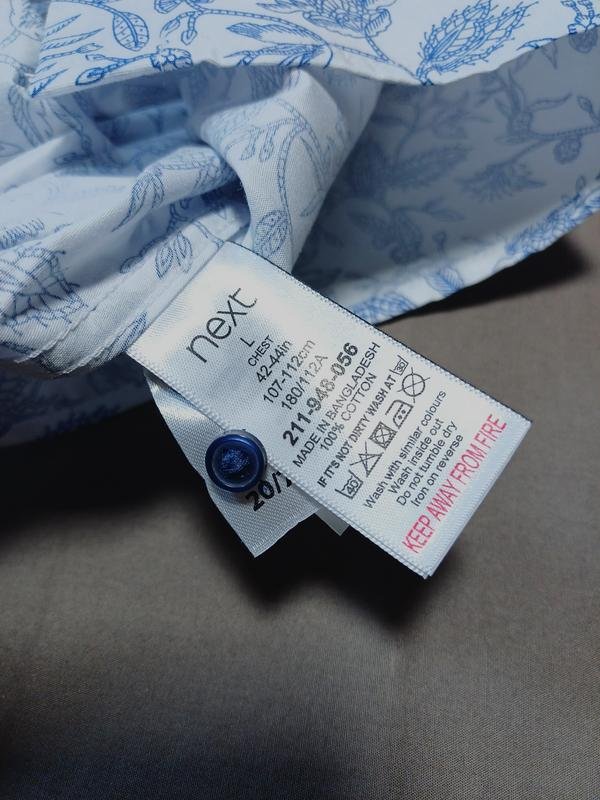 next
L
CHEST
42-44in
107-112cm
180/112A
211-948-056
MADE IN BANGLADESH
100% COTTON
IF IT'S NOT DIRTY WASH AT 30
40
Wash with similar colours
Wash inside out
Do not tumble dry
Iron on reverse
KEEP AWAY FROM FIRE
20/